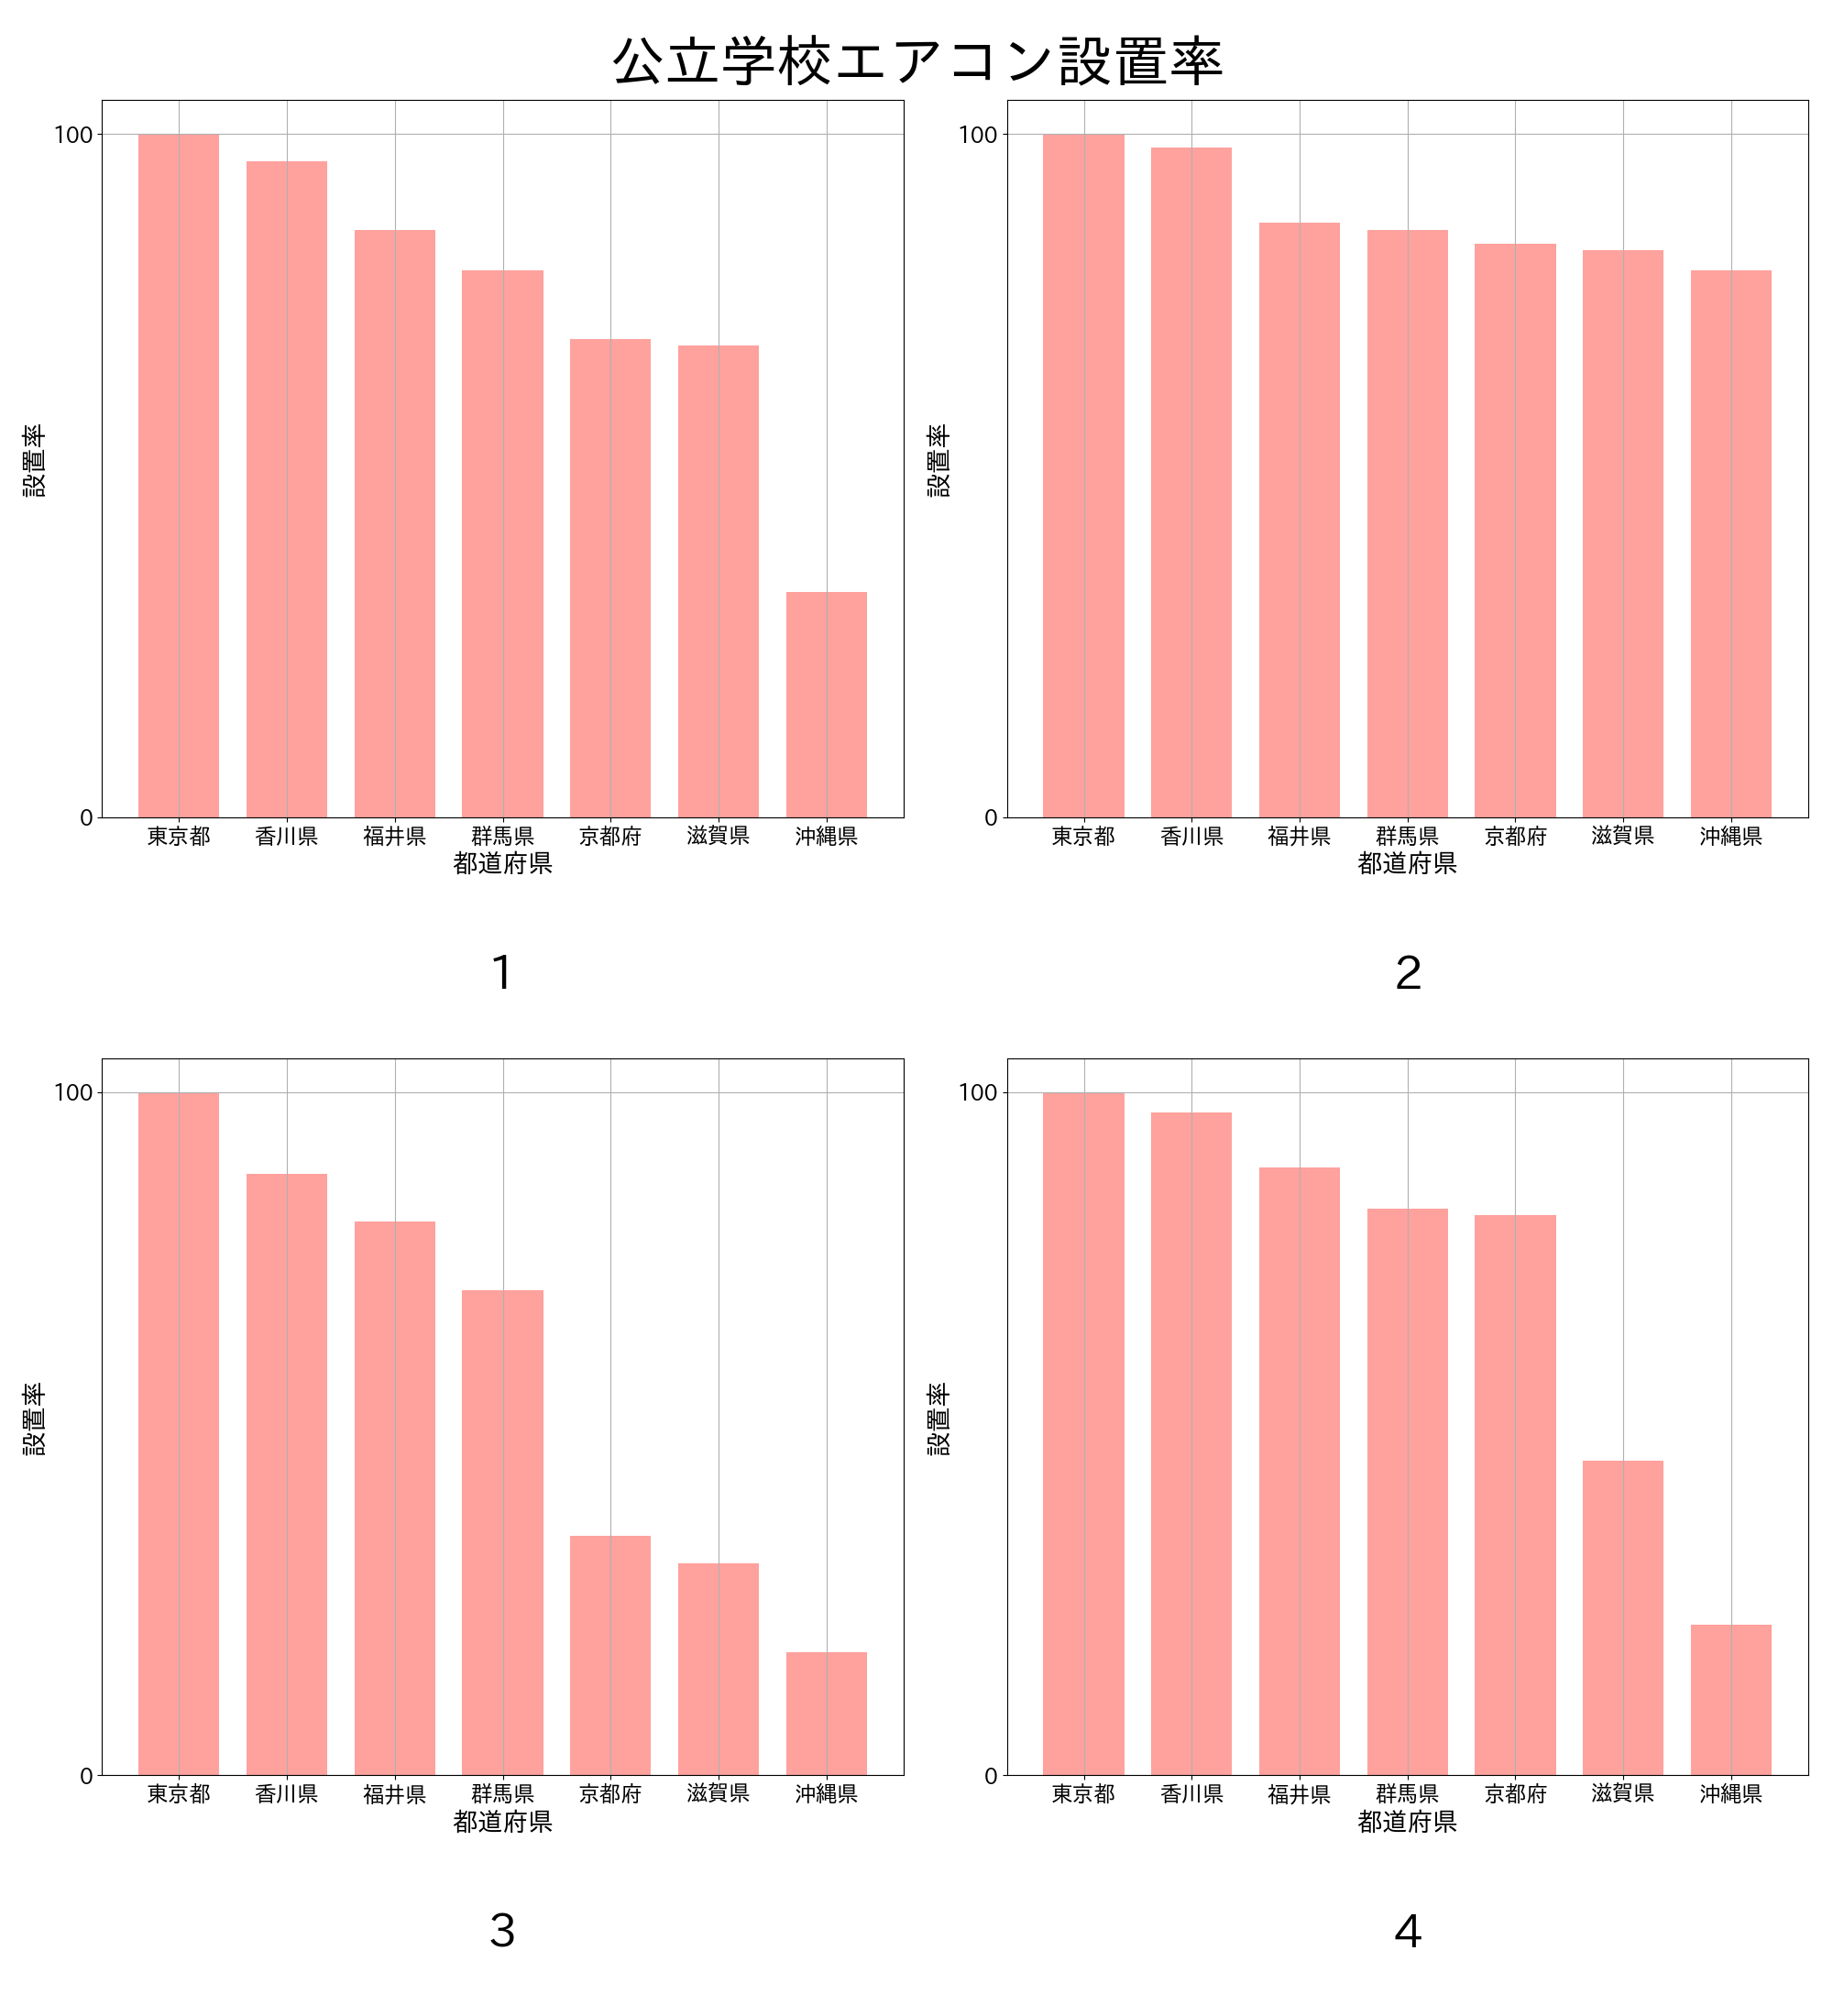 公立学校エアコン設置率
100
0
設置率
東京都 香川県 福井県 群馬県 京都府 滋賀県 沖縄県
都道府県
1
100
0
設置率
東京都 香川県 福井県 群馬県 京都府 滋賀県 沖縄県
都道府県
2
100
0
設置率
東京都 香川県 福井県 群馬県 京都府 滋賀県 沖縄県
都道府県
3
100
0
設置率
東京都 香川県 福井県 群馬県 京都府 滋賀県 沖縄県
都道府県
4